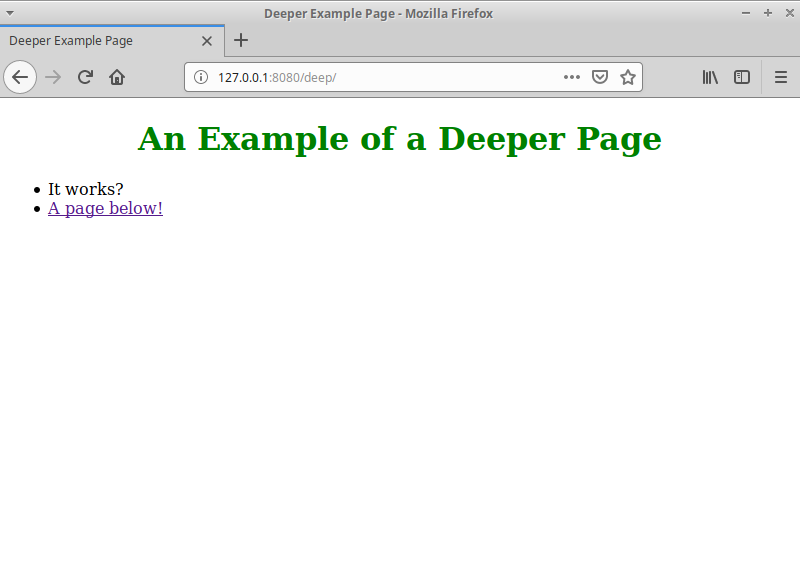 Deeper Example Page - Mozilla Firefox
Deeper Example Page
127.0.0.1:8080/deep/
An Example of a Deeper Page
It works?
A page below!